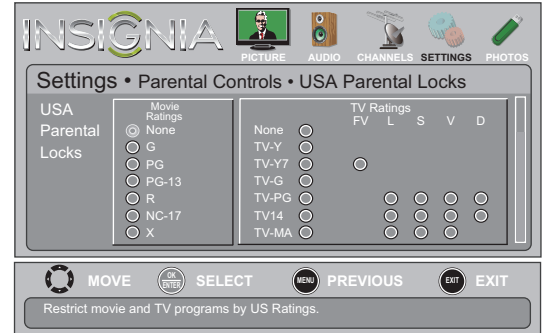 INSIGNIA
PICTURE AUDIO CHANNELS SETTINGS PHOTOS
Settings • Parental Controls • USA Parental Locks
USA
Parental
Locks
Movie
Ratings
None
G
PG
PG-13
R
NC-17
X
TV Ratings
FV L S V D
None
TV-Y
TV-Y7
TV-G
TV-PG
TV14
TV-MA
MOVE OK ENTER SELECT MENU PREVIOUS EXIT EXIT
Restrict movie and TV programs by US Ratings.